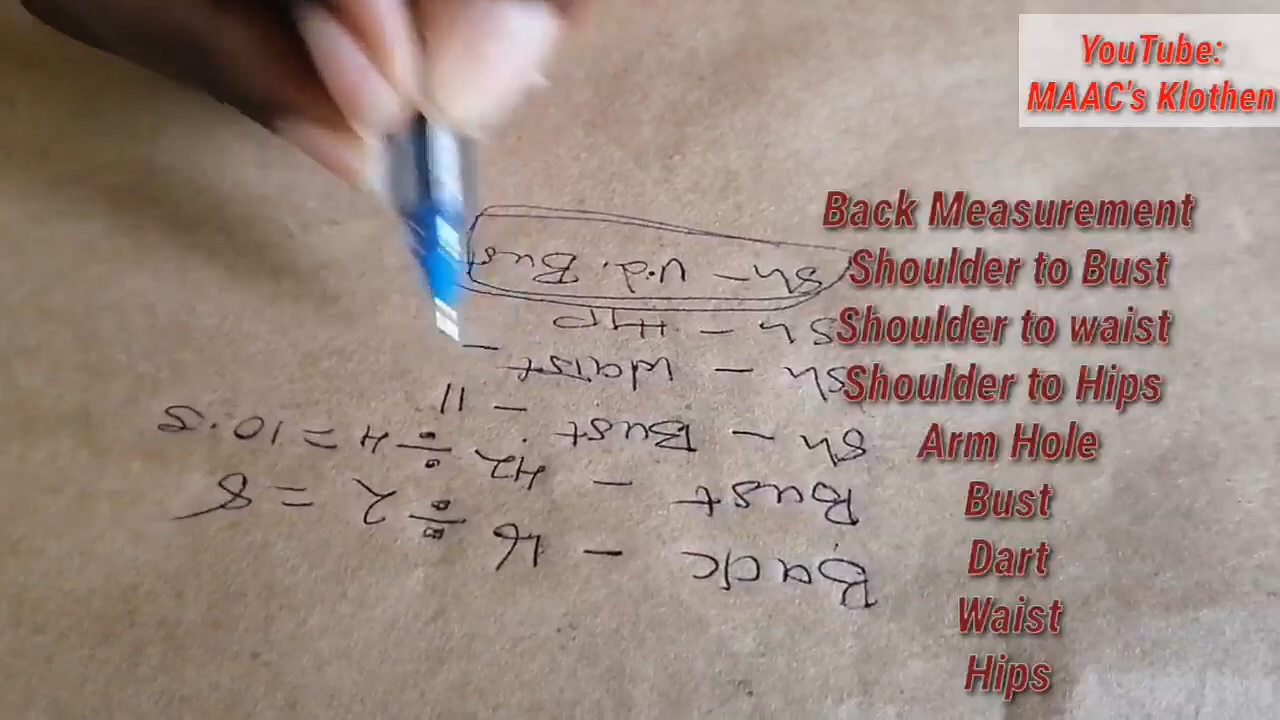 YouTube:
MAAC's Klothen
Back Measurement
Shoulder to Bust
Shoulder to waist
Shoulder to Hips
Arm Hole
Bust
Dart
Waist
Hips
Back - 16 ÷ 2 = 8
Bust - 42 ÷ 4 = 10.5
Sh - Bust - 11
Sh - Waist -
Sh - Hip
Sh - U.d. Bust